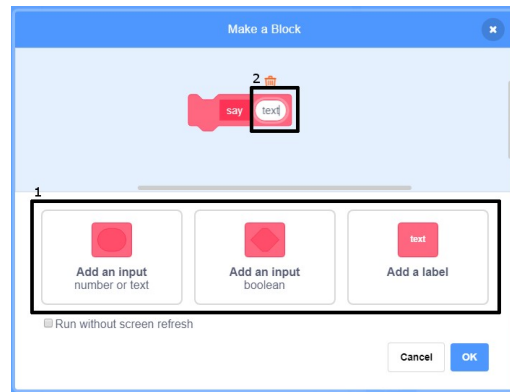 Make a Block
2
say text
1
text
Add an input
number or text
Add an input
boolean
Add a label
Run without screen refresh
Cancel OK